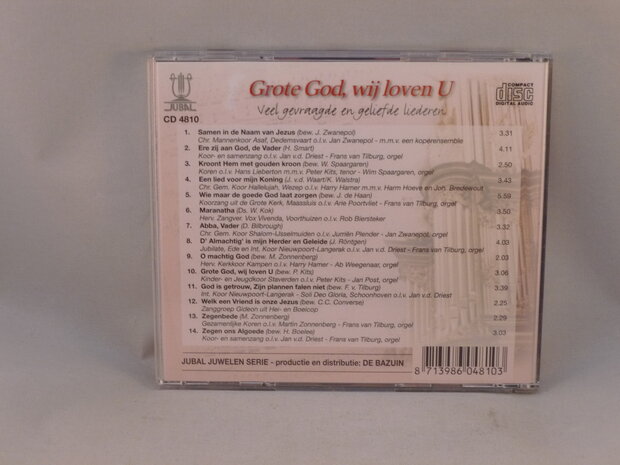 JUBAL
CD 4810
Grote God, wij loven U
Veel gevraagde en geliefde liederen
COMPACT
disc
DIGITAL AUDIO
1. Samen in de Naam van Jezus (bew. J. Zwanepol) 3.31
Chr. Mannenkoor Asaf, Dedemsvaart o.l.v. Jan Zwanepol - m.m.v. een koperensemble
2. Ere zij aan God, de Vader (H. Smart) 4.11
Koor- en samenzang o.l.v. Jan v.d. Driest - Frans van Tilburg, orgel
3. Kroont Hem met gouden kroon (bew. W. Spaargaren) 2.50
Koren o.l.v. Hans Lieberton m.m.v. Peter Kits, tenor - Wim Spaargaren, orgel
4. Een lied voor mijn Koning (J. v.d. Waart/K. Walstra) 3.43
Chr. Gem. Koor Hallelujah, Wezep o.l.v. Harry Hamer m.m.v. Harm Hoeve en Joh. Bredewout
5. Wie maar de goede God laat zorgen (bew. J. de Haan) 5.59
Koorzang uit de Grote Kerk, Maassluis o.l.v. Arie Poortvliet - Frans van Tilburg, orgel
6. Maranatha (Ds. W. Kok) 3.50
Herv. Zangver. Vox Vivenda, Voorthuizen o.l.v. Rob Biersteker
7. Abba, Vader (D. Bilbrough) 3.32
Chr. Gem. Koor Shalom-IJsselmuiden o.l.v. Jurriën Plender - Jan Zwanepol, orgel
8. D' Almachtig' is mijn Herder en Geleide (J. Röntgen) 4.03
Jubilate, Ede en Int. Koor Nieuwpoort-Langerak o.l.v. Jan v.d. Driest - Frans van Tilburg, orgel
9. O machtig God (bew. M. Zonnenberg) 2.03
Herv. Kerkkoor Kampen o.l.v. Harry Hamer - Ab Weegenaar, orgel
10. Grote God, wij loven U (bew. P. Kits) 3.06
Kinder- en Jeugdkoor Staverden o.l.v. Peter Kits - Jan Post, orgel
11. God is getrouw, Zijn plannen falen niet (bew. F. v. Tilburg) 3.39
Int. Koor Nieuwpoort-Langerak - Soli Deo Gloria, Schoonhoven o.l.v. Jan v.d. Driest
12. Welk een Vriend is onze Jezus (bew. C.C. Converse) 2.25
Zanggroep Gideon uit Her- en Boeicop
13. Zegenbede (M. Zonnenberg) 2.29
Gezamenlijke Koren o.l.v. Martin Zonnenberg - Frans van Tilburg, orgel
14. Zegen ons Algoede (bew. H. Boelee) 3.03
Koor- en samenzang o.l.v. Jan v.d. Driest - Frans van Tilburg, orgel
JUBAL JUWELEN SERIE - productie en distributie: DE BAZUIN
8 713986 048103